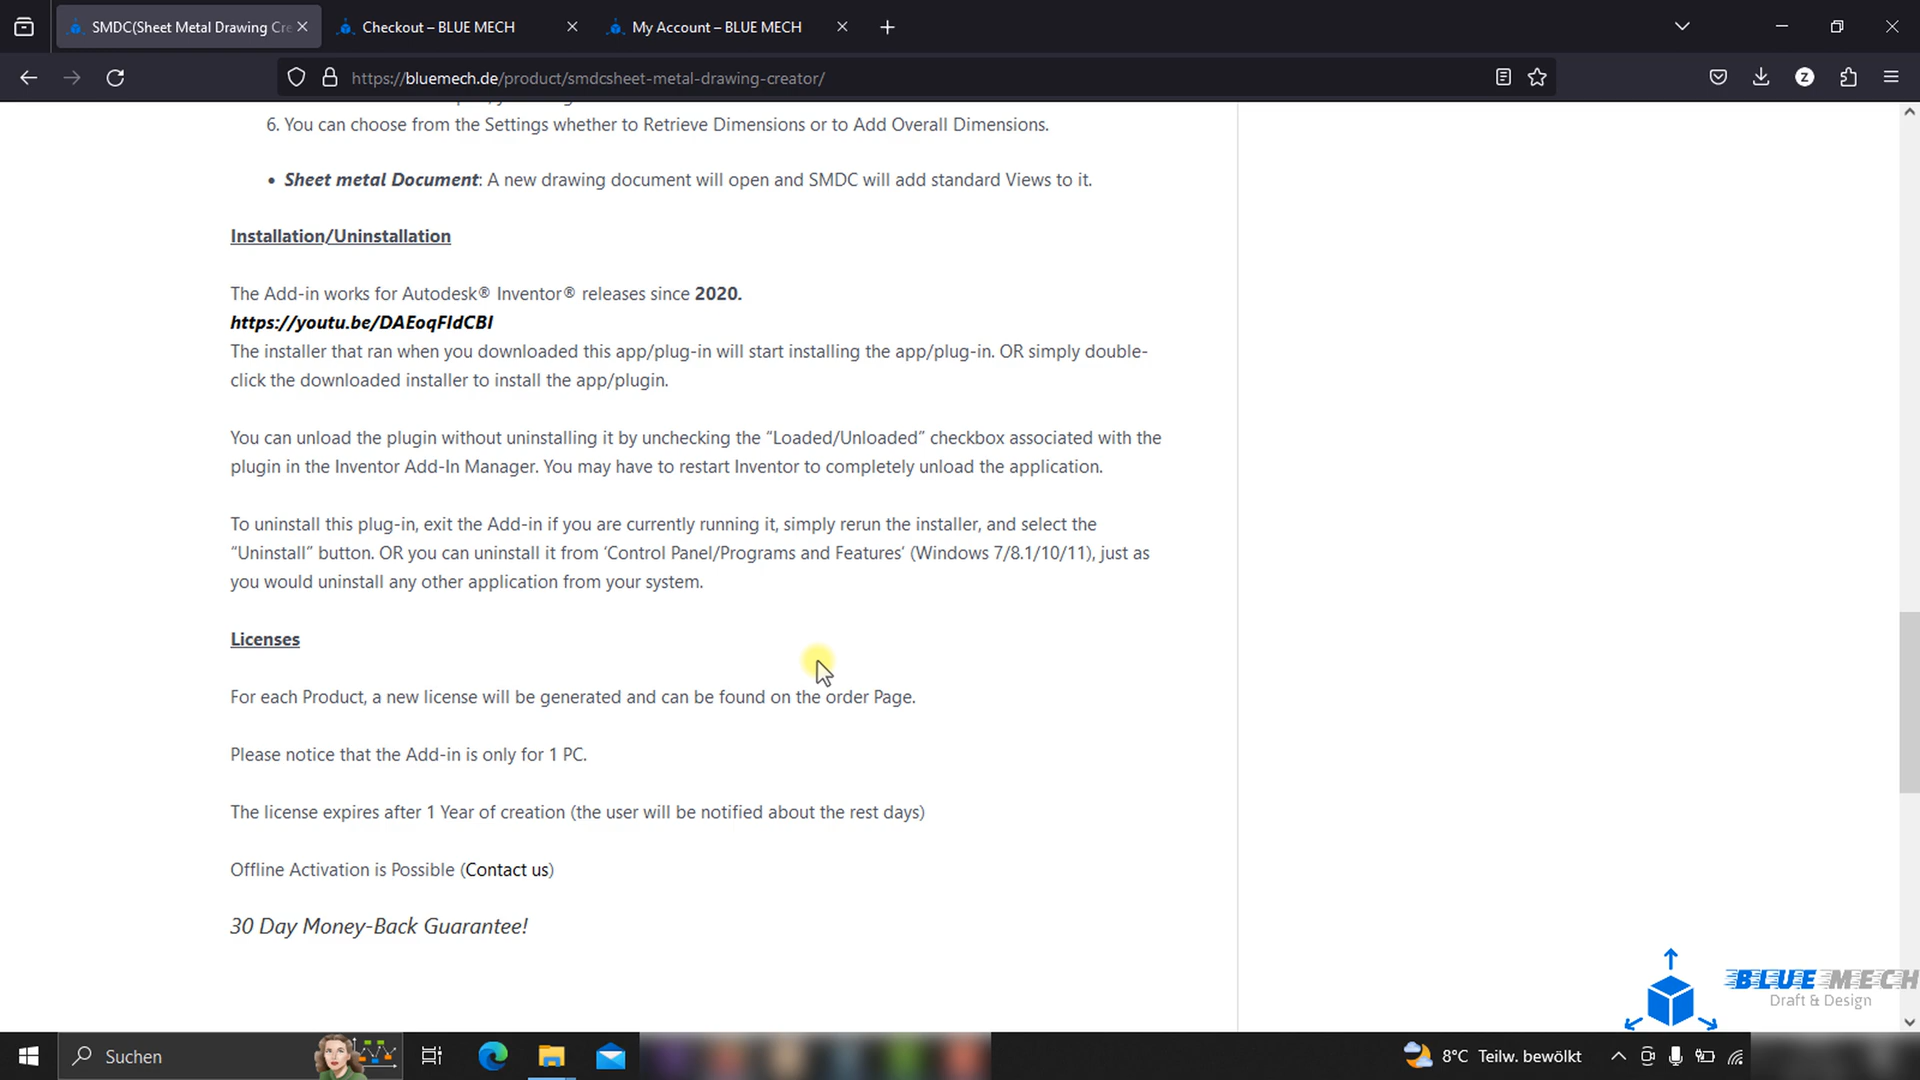 SMDC(Sheet Metal Drawing Cre
Checkout – BLUE MECH
My Account – BLUE MECH
https://bluemech.de/product/smdcsheet-metal-drawing-creator/
Z
6. You can choose from the Settings whether to Retrieve Dimensions or to Add Overall Dimensions.
• Sheet metal Document: A new drawing document will open and SMDC will add standard Views to it.
Installation/Uninstallation
The Add-in works for Autodesk® Inventor® releases since 2020.
https://youtu.be/DAEoqFIdCBI
The installer that ran when you downloaded this app/plug-in will start installing the app/plug-in. OR simply double-
click the downloaded installer to install the app/plugin.
You can unload the plugin without uninstalling it by unchecking the “Loaded/Unloaded” checkbox associated with the
plugin in the Inventor Add-In Manager. You may have to restart Inventor to completely unload the application.
To uninstall this plug-in, exit the Add-in if you are currently running it, simply rerun the installer, and select the
“Uninstall” button. OR you can uninstall it from ‘Control Panel/Programs and Features’ (Windows 7/8.1/10/11), just as
you would uninstall any other application from your system.
Licenses
For each Product, a new license will be generated and can be found on the order Page.
Please notice that the Add-in is only for 1 PC.
The license expires after 1 Year of creation (the user will be notified about the rest days)
Offline Activation is Possible (Contact us)
30 Day Money-Back Guarantee!
BLUE MECH
Draft & Design
Suchen
8°C Teilw. bewölkt